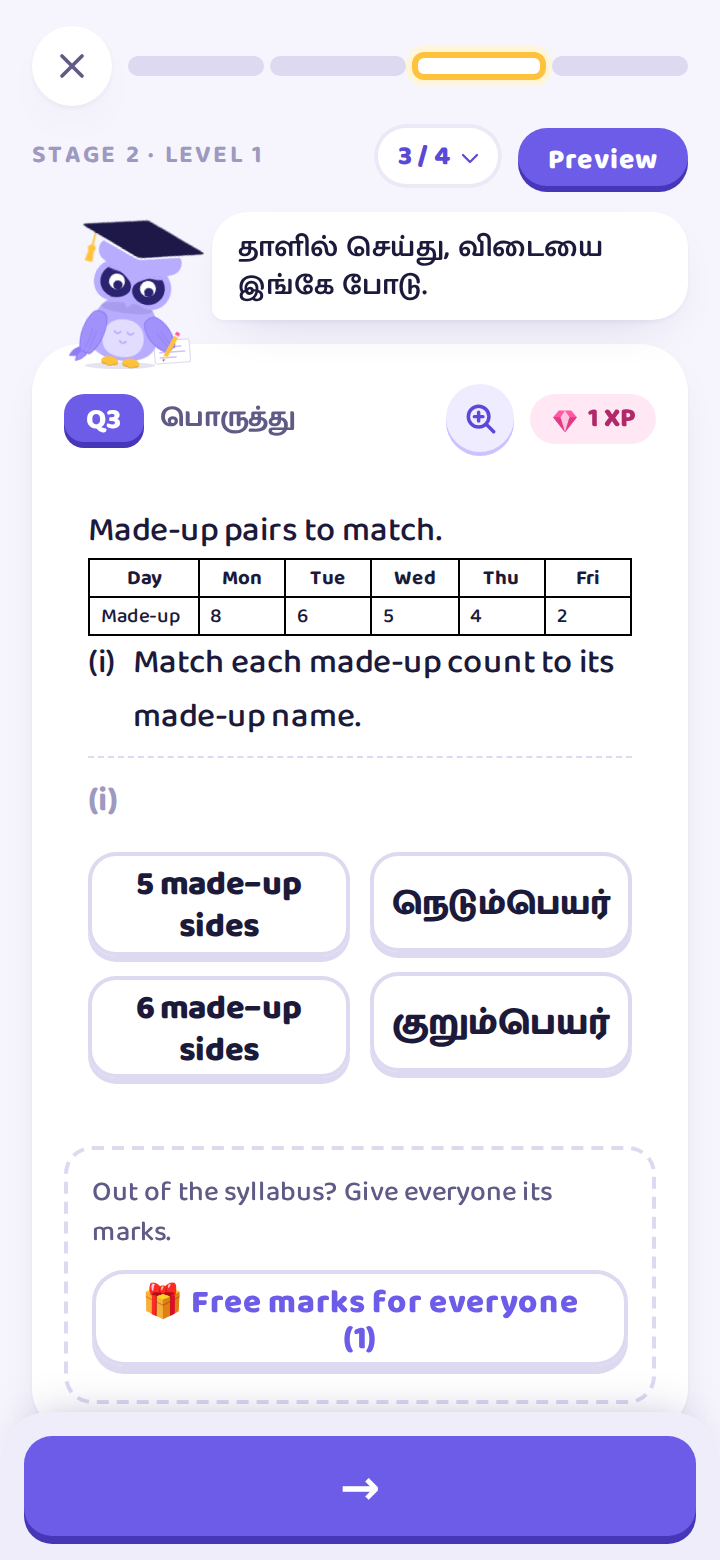 STAGE 2 · LEVEL 1
3 / 4
Preview
தாளில் செய்து, விடையை
இங்கே போடு.
Q3
பொருத்து
1 XP
Made-up pairs to match.
Day Mon Tue Wed Thu Fri
Made-up 8 6 5 4 2
(i) Match each made-up count to its
made-up name.
(i)
5 made-up
sides
நெடும்பெயர்
6 made-up
sides
குறும்பெயர்
Out of the syllabus? Give everyone its
marks.
🎁 Free marks for everyone
(1)
→